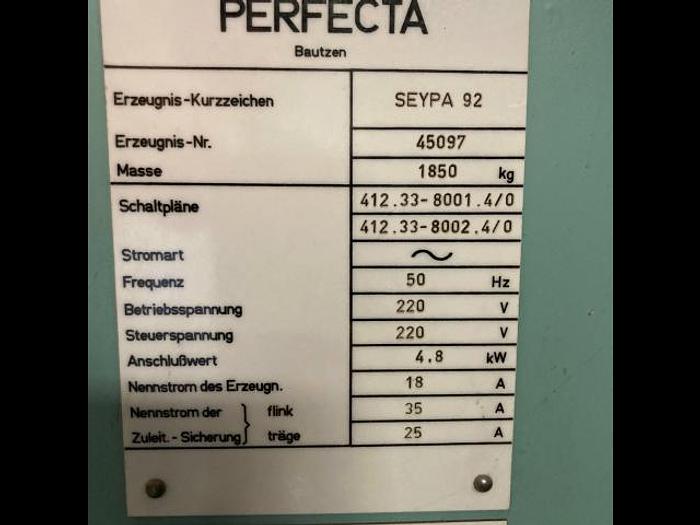 PERFECTA
Bautzen
Erzeugnis-Kurzzeichen SEYPA 92
Erzeugnis-Nr. 45097
Masse 1850 kg
Schaltpläne 412.33-8001.4/0
412.33-8002.4/0
Stromart ~
Frequenz 50 Hz
Betriebsspannung 220 V
Steuerspannung 220 V
Anschlußwert 4,8 kW
Nennstrom des Erzeugn. 18 A
Nennstrom der } flink 35 A
Zuleit.-Sicherung } träge 25 A